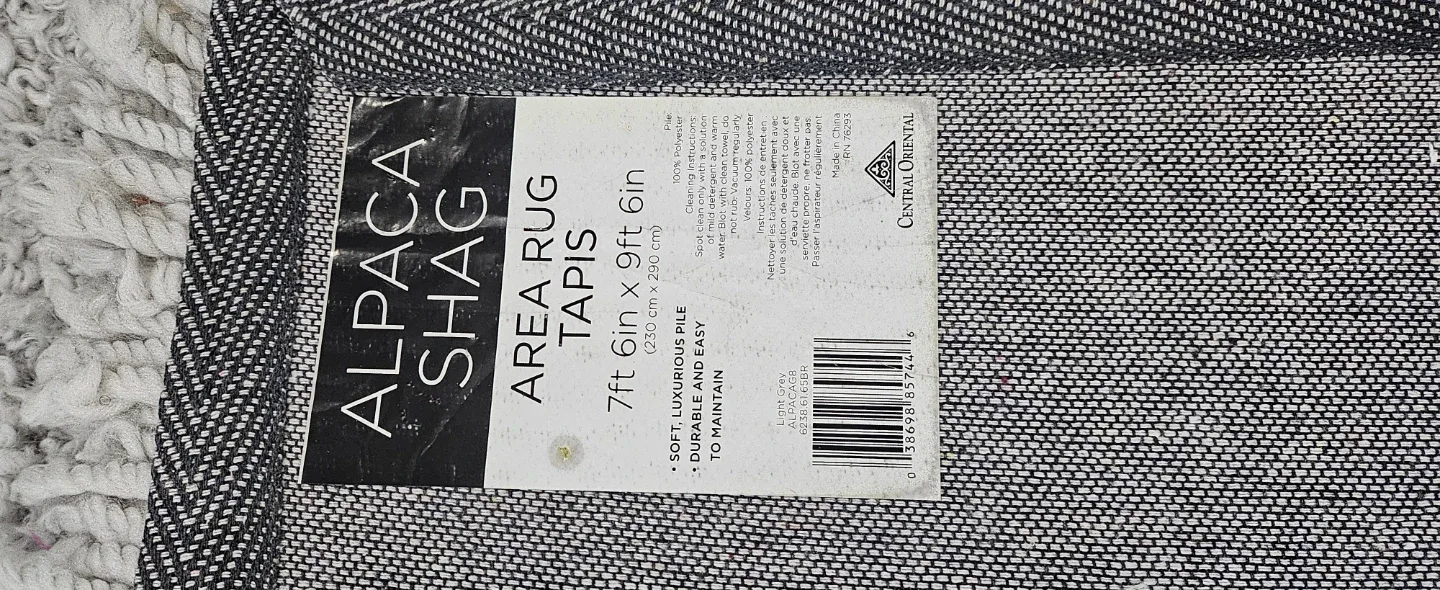 ALPACA
SHAG
AREA RUG
TAPIS
7ft 6in x 9ft 6in
(230 cm x 290 cm)
• SOFT, LUXURIOUS PILE
• DURABLE AND EASY
TO MAINTAIN
Pile:
100% Polyester
Cleaning Instructions:
Spot clean only with a solution
of mild detergent and warm
water. Blot with clean towel, do
not rub. Vacuum regularly
Velours: 100% polyester
Instructions de entretien
Nettoyer les taches seulement avec
une solution de détergent doux et
d'eau chaude. Blot avec une
serviette propre, ne frotter pas.
Passer l'aspirateur régulièrement
Made in China
RN 76293
Light Grey
ALPACAG8
6238.61.65BR
0 38698 85744 6
CENTRAL ORIENTAL